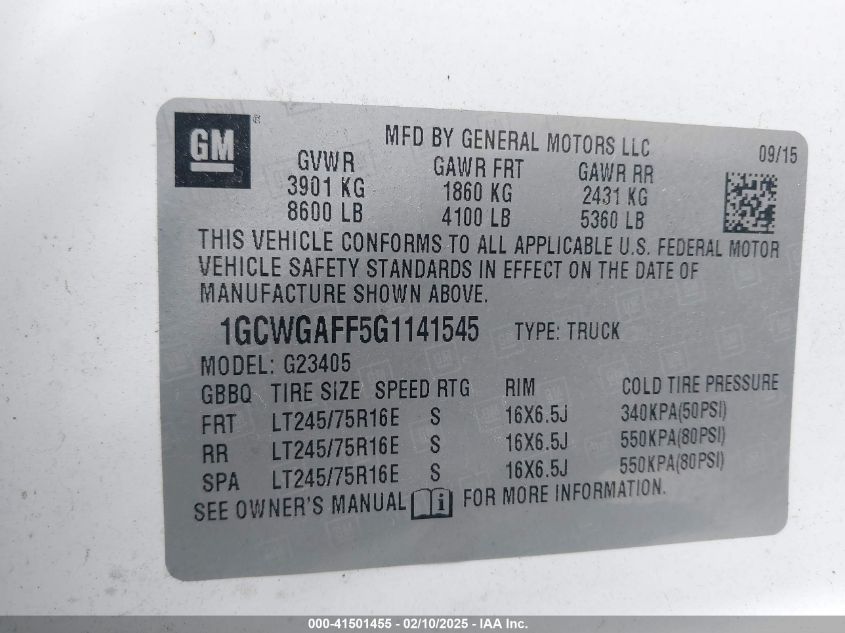 GM ®
MFD BY GENERAL MOTORS LLC
09/15
GVWR GAWR FRT GAWR RR
3901 KG 1860 KG 2431 KG
8600 LB 4100 LB 5360 LB
THIS VEHICLE CONFORMS TO ALL APPLICABLE U.S. FEDERAL MOTOR
VEHICLE SAFETY STANDARDS IN EFFECT ON THE DATE OF
MANUFACTURE SHOWN ABOVE.
1GCWGAFF5G1141545 TYPE: TRUCK
MODEL: G23405
GBBQ TIRE SIZE SPEED RTG RIM COLD TIRE PRESSURE
FRT LT245/75R16E S 16X6.5J 340KPA(50PSI)
RR LT245/75R16E S 16X6.5J 550KPA(80PSI)
SPA LT245/75R16E S 16X6.5J 550KPA(80PSI)
SEE OWNER'S MANUAL i FOR MORE INFORMATION.
000-41501455 - 02/10/2025 - IAA Inc.